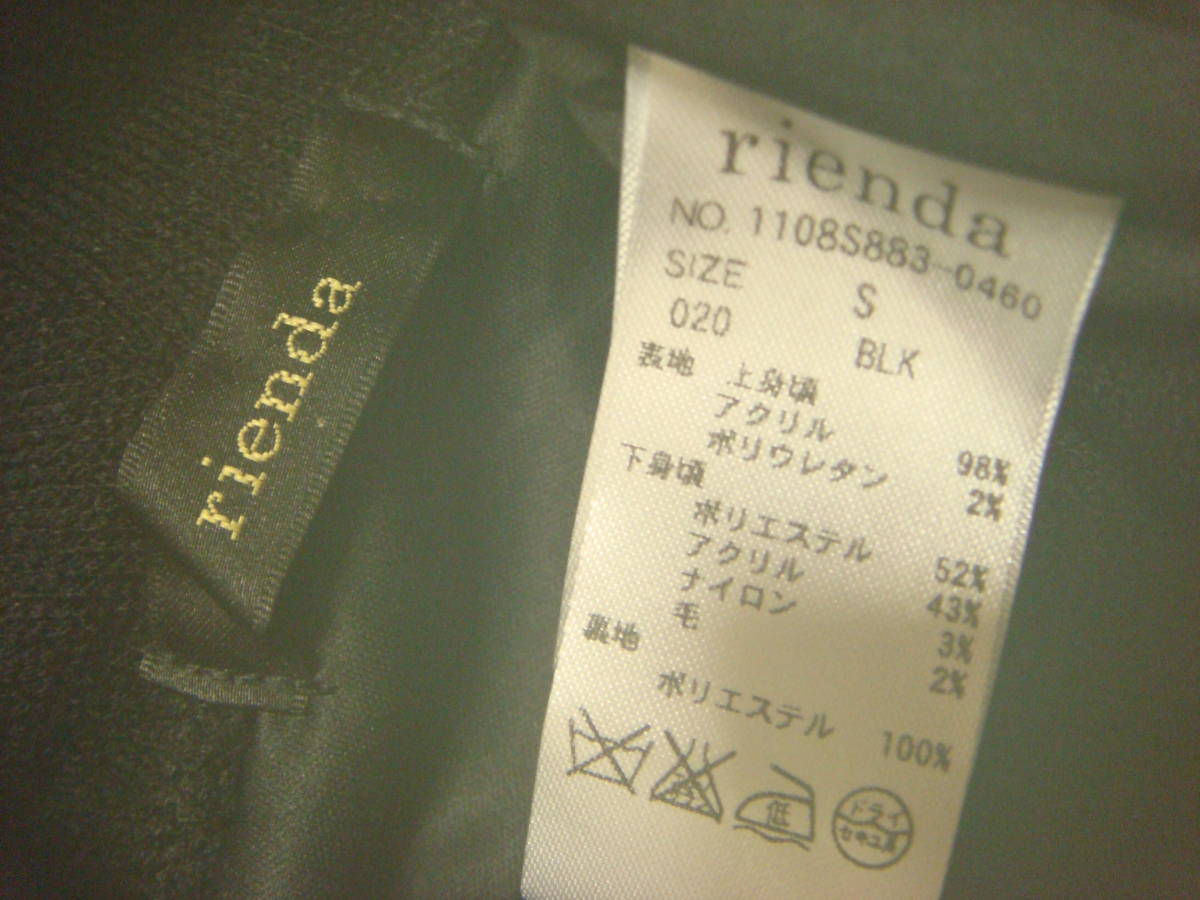 rienda
rienda
NO. 1108S883-0460
SIZE S
020 BLK
表地 上身頃
アクリル 98%
ポリウレタン 2%
下身頃
ポリエステル 52%
アクリル 43%
ナイロン 3%
毛 2%
裏地
ポリエステル 100%
低
ドライ
セキユ系